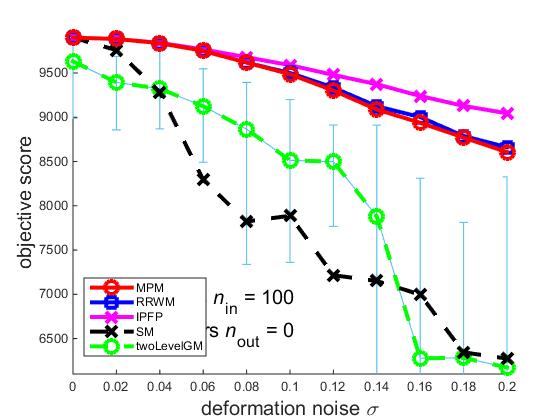 objective score
9500
9000
8500
8000
7500
7000
6500
MPM
RRWM
IPFP
SM
twoLevelGM
n_in = 100
rs n_out = 0
0 0.02 0.04 0.06 0.08 0.1 0.12 0.14 0.16 0.18 0.2
deformation noise σ